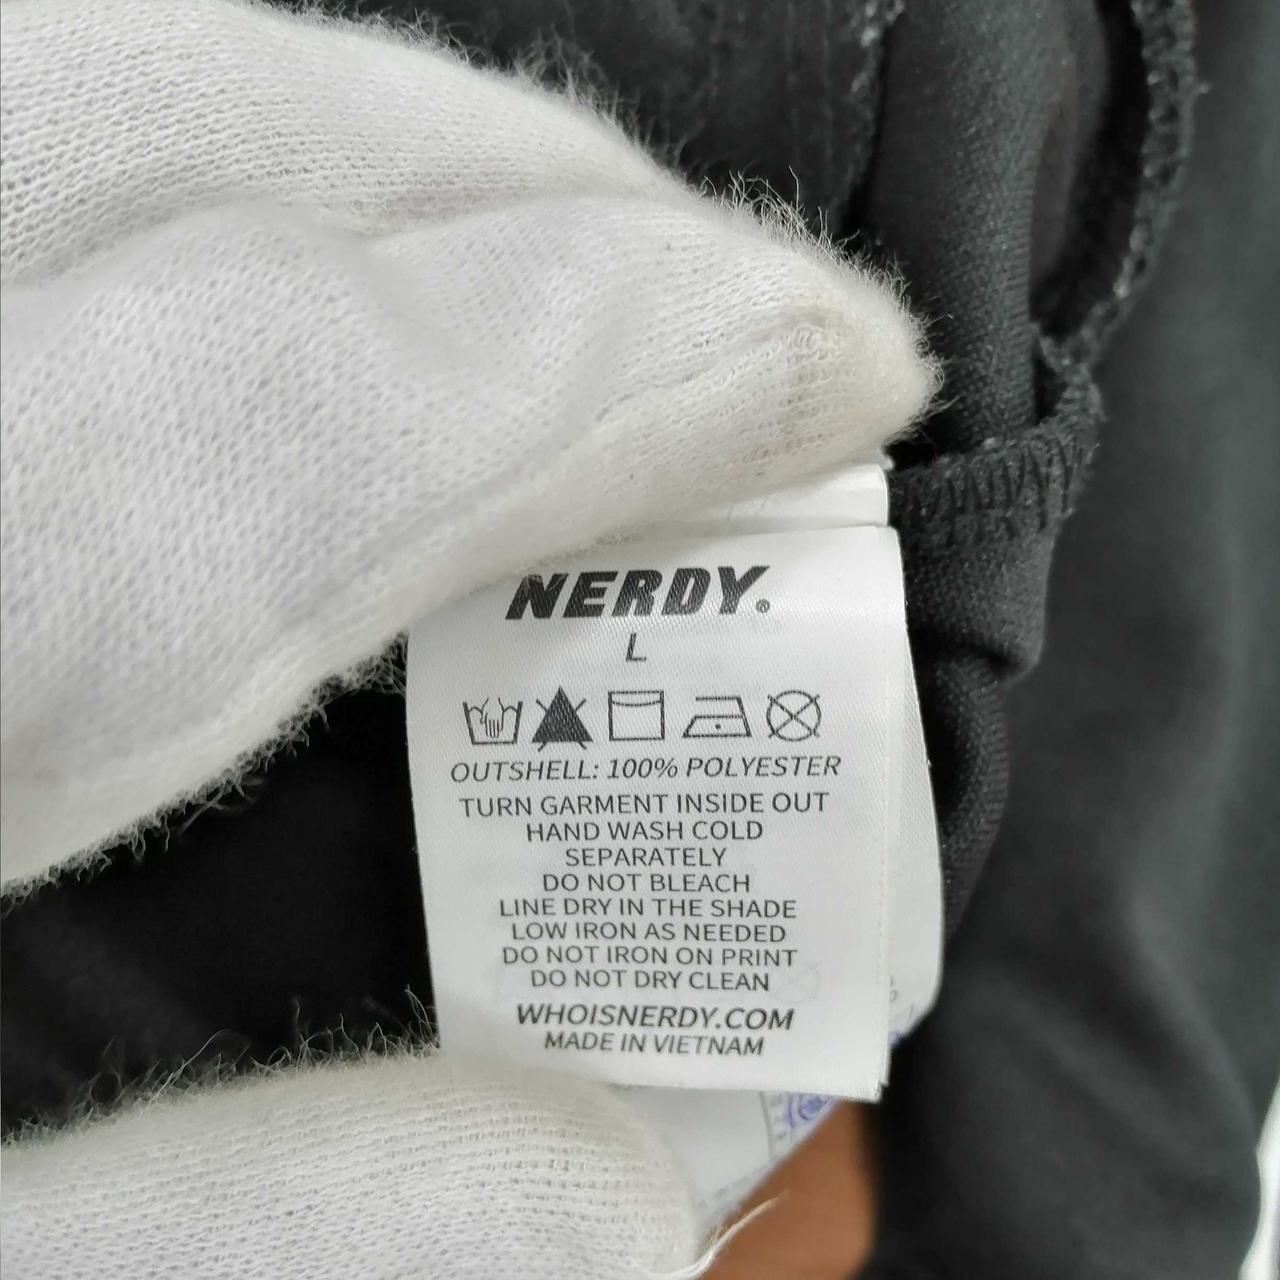 NERDY.
L
OUTSHELL: 100% POLYESTER
TURN GARMENT INSIDE OUT
HAND WASH COLD
SEPARATELY
DO NOT BLEACH
LINE DRY IN THE SHADE
LOW IRON AS NEEDED
DO NOT IRON ON PRINT
DO NOT DRY CLEAN
WHOISNERDY.COM
MADE IN VIETNAM